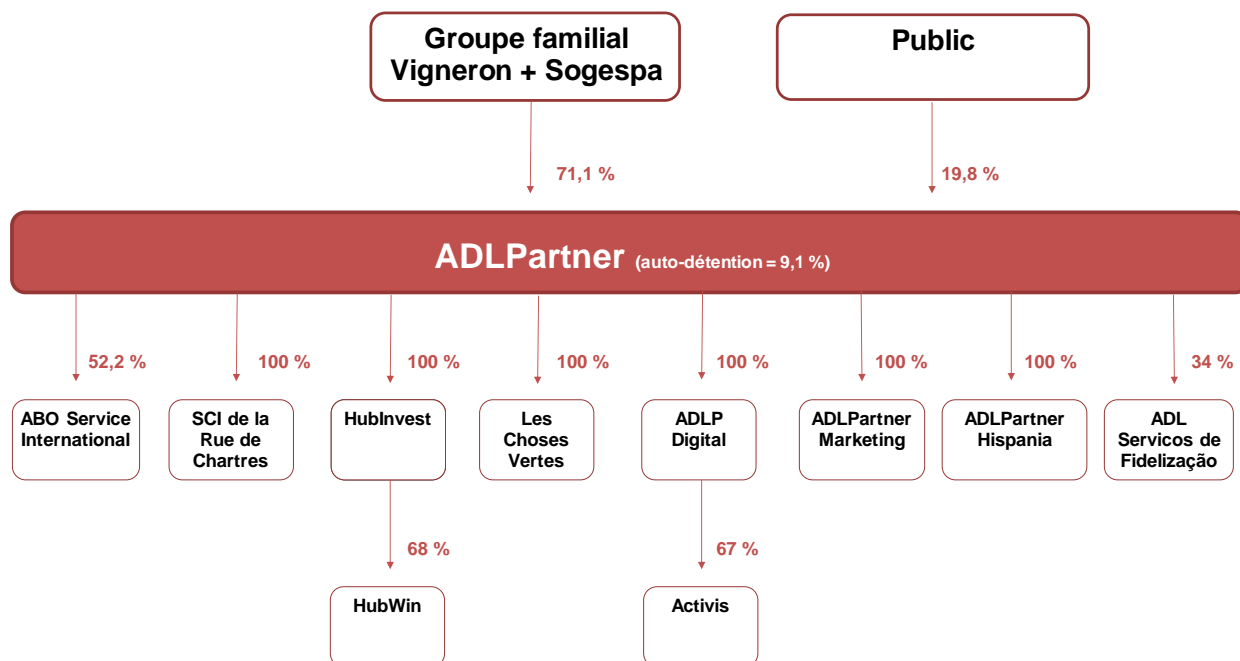 Groupe familial
Vigneron + Sogespa
Public
71,1 %
19,8 %
ADLPartner (auto-détention = 9,1 %)
52,2 %
100 %
100 %
100 %
100 %
100 %
100 %
34 %
ABO Service
International
SCI de la
Rue de
Chartres
HubInvest
Les
Choses
Vertes
ADLP
Digital
ADLPartner
Marketing
ADLPartner
Hispania
ADL
Servicos de
Fidelização
68 %
67 %
HubWin
Activis